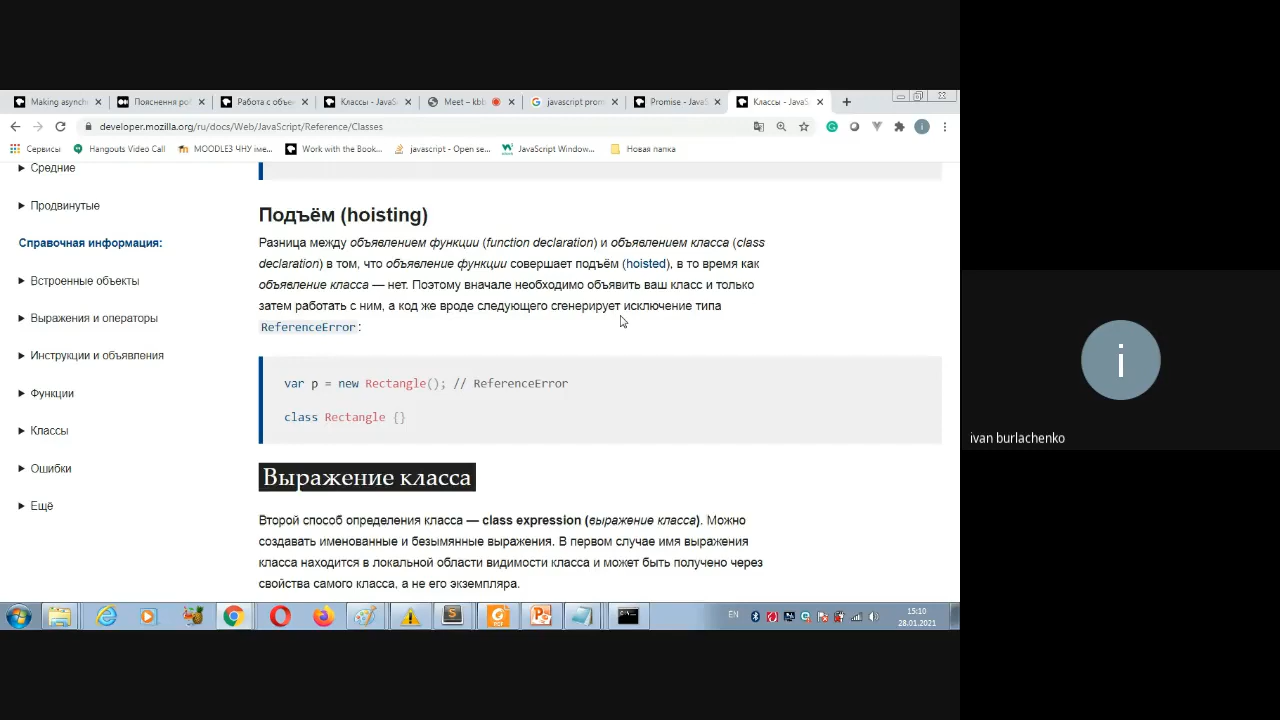 Making asynch
Пояснення роб
Работа с объек
Классы - JavaS
Meet – kbb
javascript prom
Promise - JavaS
Классы - JavaS
developer.mozilla.org/ru/docs/Web/JavaScript/Reference/Classes
i
Сервисы
Hangouts Video Call
MOODLE3 ЧНУ іме...
Work with the Book...
javascript - Open se...
JavaScript Window...
Новая папка
Средние
Продвинутые
Справочная информация:
Встроенные объекты
Выражения и операторы
Инструкции и объявления
Функции
Классы
Ошибки
Ещё
Подъём (hoisting)
Разница между объявлением функции (function declaration) и объявлением класса (class
declaration) в том, что объявление функции совершает подъём (hoisted), в то время как
объявление класса — нет. Поэтому вначале необходимо объявить ваш класс и только
затем работать с ним, а код же вроде следующего сгенерирует исключение типа
ReferenceError:
var p = new Rectangle(); // ReferenceError
class Rectangle {}
Выражение класса
Второй способ определения класса — class expression (выражение класса). Можно
создавать именованные и безымянные выражения. В первом случае имя выражения
класса находится в локальной области видимости класса и может быть получено через
свойства самого класса, а не его экземпляра.
EN
15:10
28.01.2021
i
ivan burlachenko